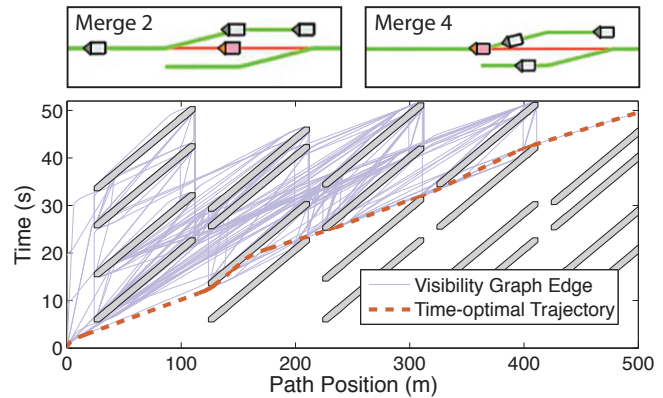 Merge 2
Merge 4
50
40
30
20
10
0
Time (s)
Visibility Graph Edge
Time-optimal Trajectory
0 100 200 300 400 500
Path Position (m)